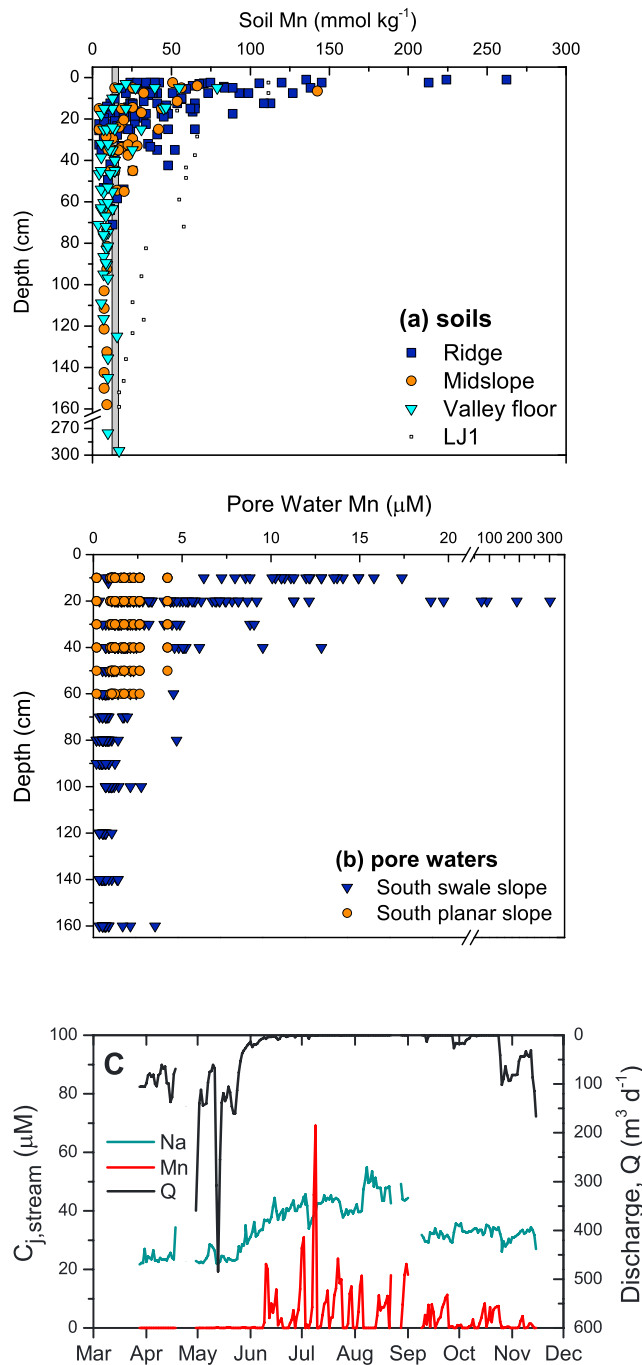 Soil Mn (mmol kg⁻¹)
0 50 100 150 200 250 300
Depth (cm)
0
20
40
60
80
100
120
140
160
270
300
(a) soils
Ridge
Midslope
Valley floor
LJ1
Pore Water Mn (μM)
0 5 10 15 20 100 200 300
Depth (cm)
0
20
40
60
80
100
120
140
160
(b) pore waters
South swale slope
South planar slope
C
Na
Mn
Q
C j,stream (μM)
100
80
60
40
20
0
Discharge, Q (m³ d⁻¹)
0
100
200
300
400
500
600
Mar Apr May Jun Jul Aug Sep Oct Nov Dec